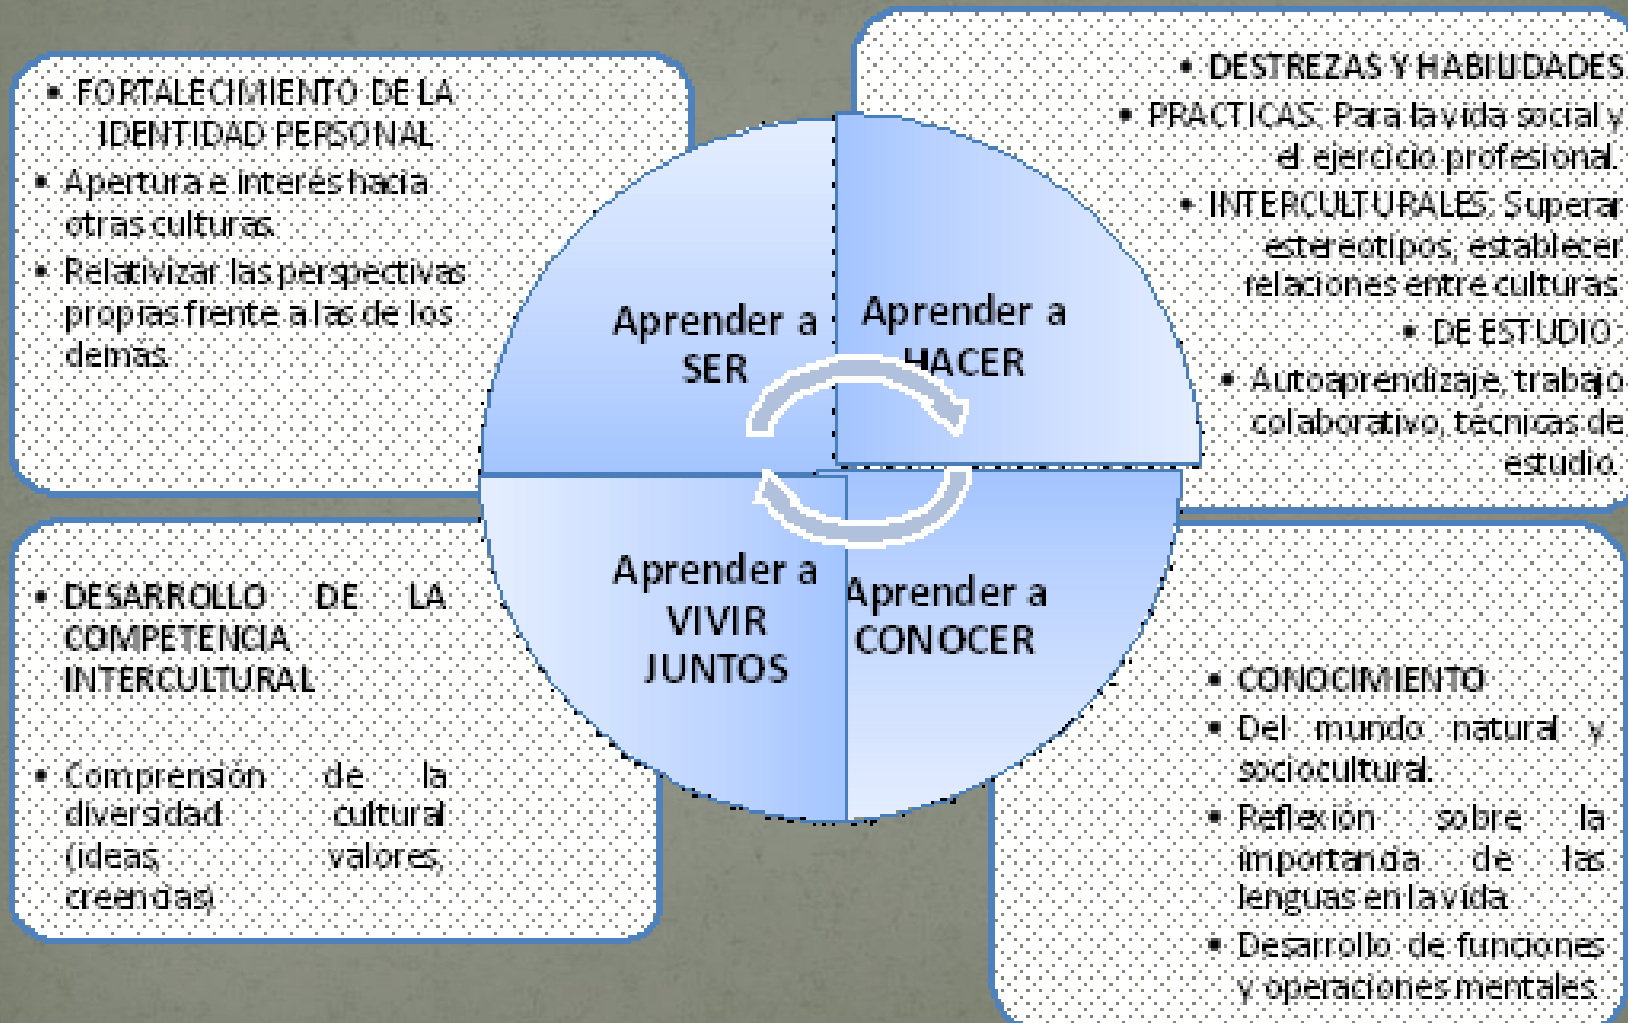 • FORTALECIMIENTO DE LA
IDENTIDAD PERSONAL
• Apertura e interés hacia
otras culturas.
• Relativizar las perspectivas
propias frente a las de los
demás.
• DESTREZAS Y HABILIDADES
• PRACTICAS: Para la vida social y
el ejercicio profesional.
• INTERCULTURALES: Superar
estereotipos, establecer
relaciones entre culturas.
• DE ESTUDIO:
• Autoaprendizaje, trabajo
colaborativo, técnicas de
estudio.
Aprender a
SER
Aprender a
HACER
Aprender a
VIVIR
JUNTOS
Aprender a
CONOCER
• DESARROLLO DE LA
COMPETENCIA
INTERCULTURAL
• Comprensión de la
diversidad cultural
(ideas, valores,
creencias)
• CONOCIMIENTO
• Del mundo natural y
sociocultural.
• Reflexión sobre la
importancia de las
lenguas en la vida.
• Desarrollo de funciones
y operaciones mentales.